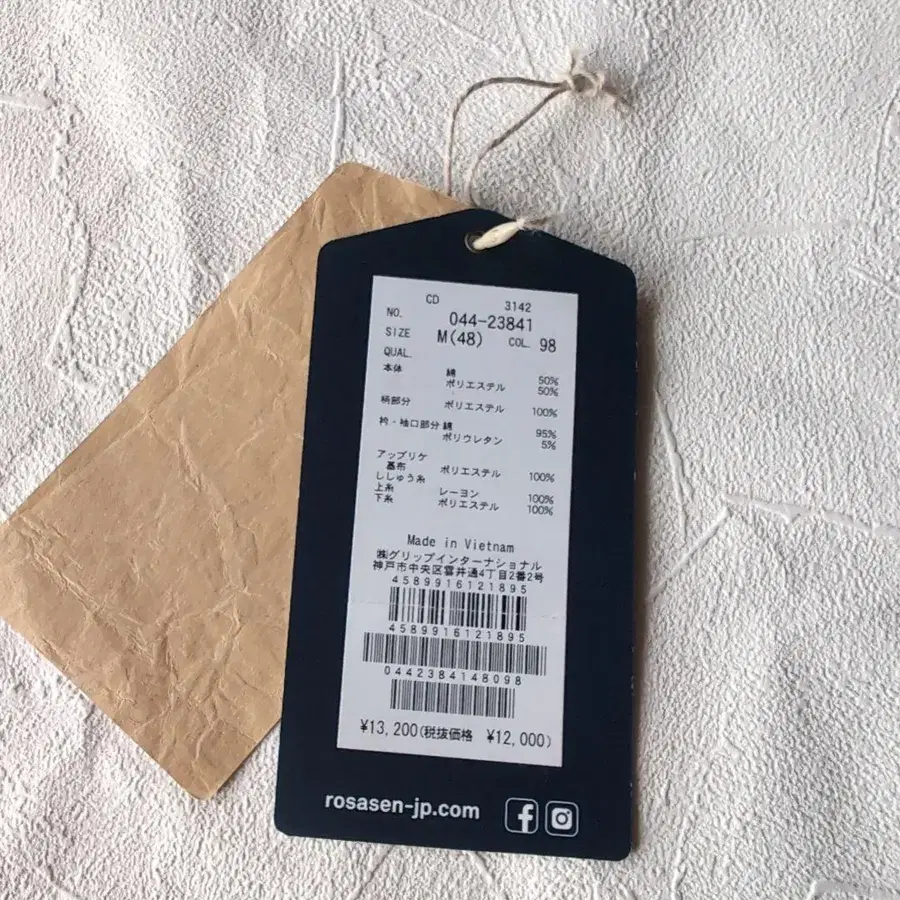 CD 3142
NO. 044-23841
SIZE M(48) COL. 98
QUAL.
本体 綿 50%
ポリエステル 50%
柄部分 ポリエステル 100%
衿・袖口部分 綿 95%
ポリウレタン 5%
アップリケ
基布 ポリエステル 100%
ししゅう糸
上糸 レーヨン 100%
下糸 ポリエステル 100%
Made in Vietnam
㈱グリップインターナショナル
神戸市中央区雲井通4丁目2番2号
4589916121895
4589916121895
0442384148098
¥13,200(税抜価格 ¥12,000)
rosasen-jp.com